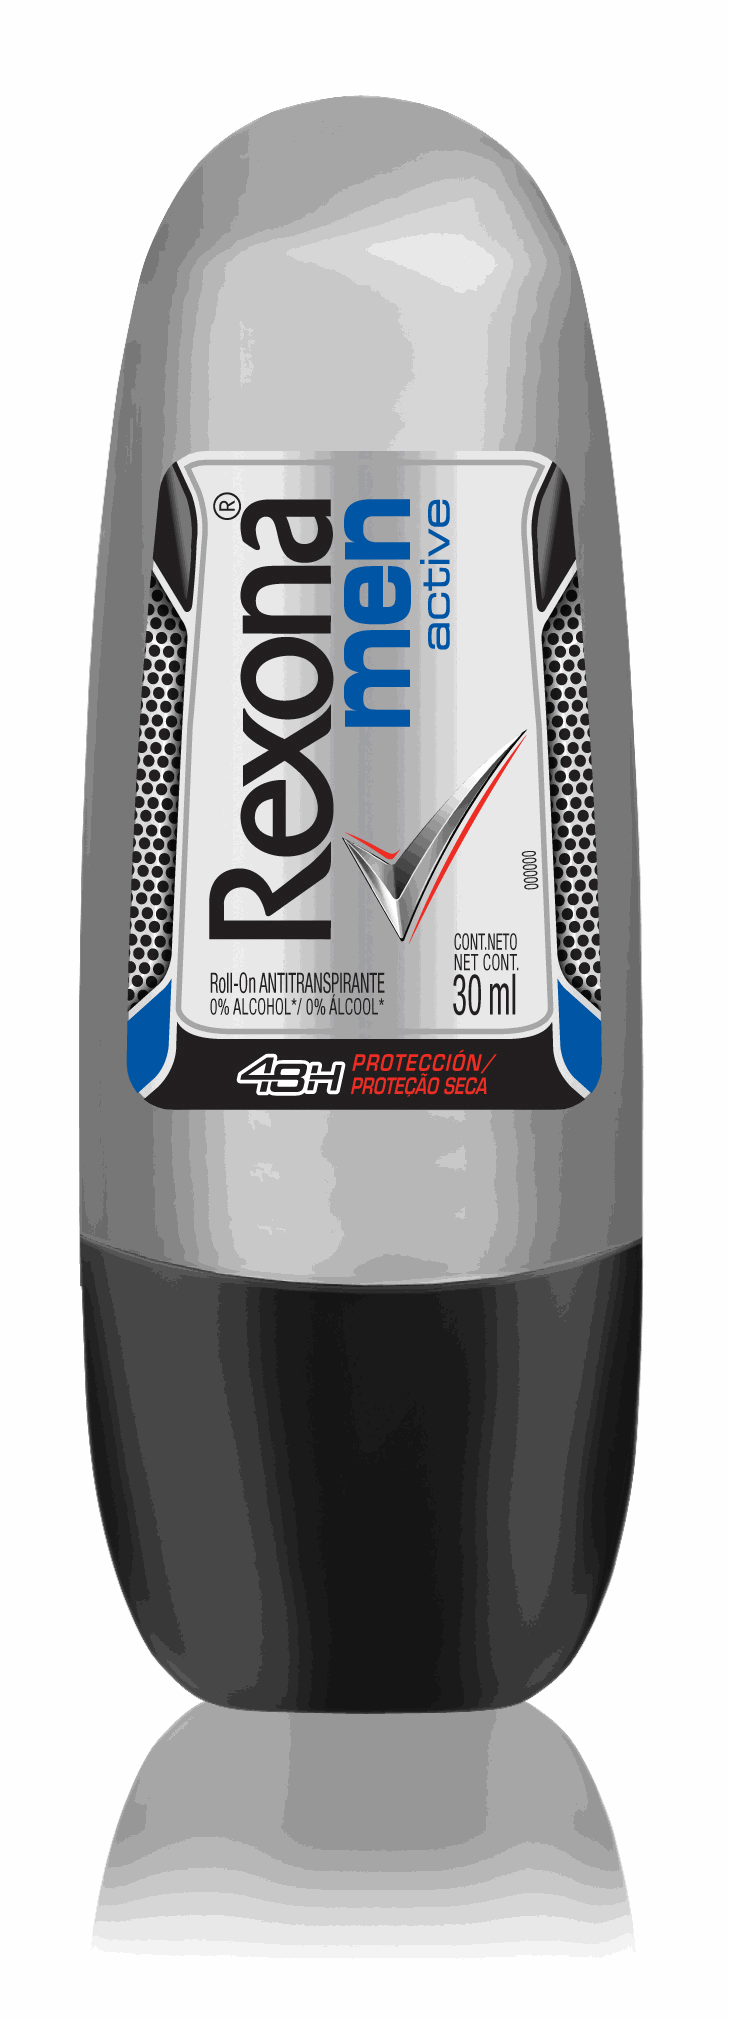 Rexona®
men
active
000000
CONT.NETO
NET CONT.
30 ml
Roll-On ANTITRANSPIRANTE
0% ALCOHOL*/ 0% ÁLCOOL*
48H PROTECCIÓN/
PROTEÇÃO SECA